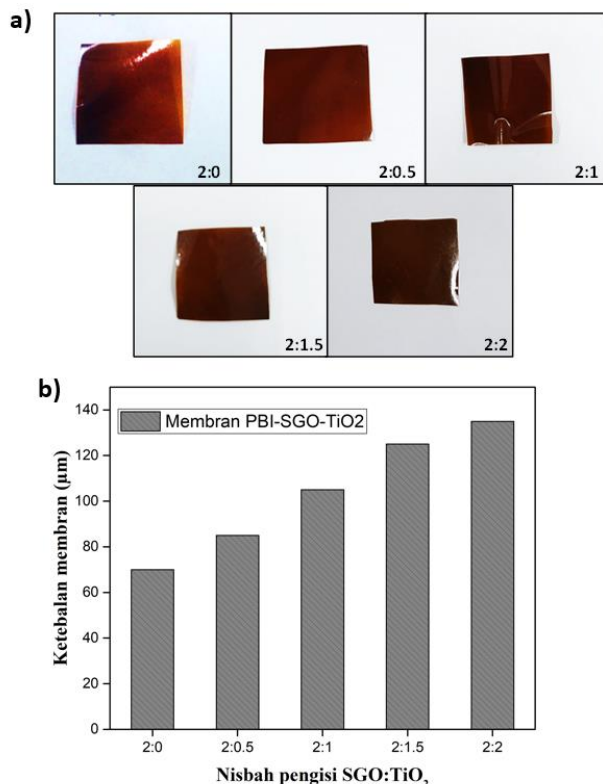 a)
2:0
2:0.5
2:1
2:1.5
2:2
b)
Membran PBI-SGO-TiO2
Ketebalan membran (µm)
140
120
100
80
60
40
20
0
2:0 2:0.5 2:1 2:1.5 2:2
Nisbah pengisi SGO:TiO₂